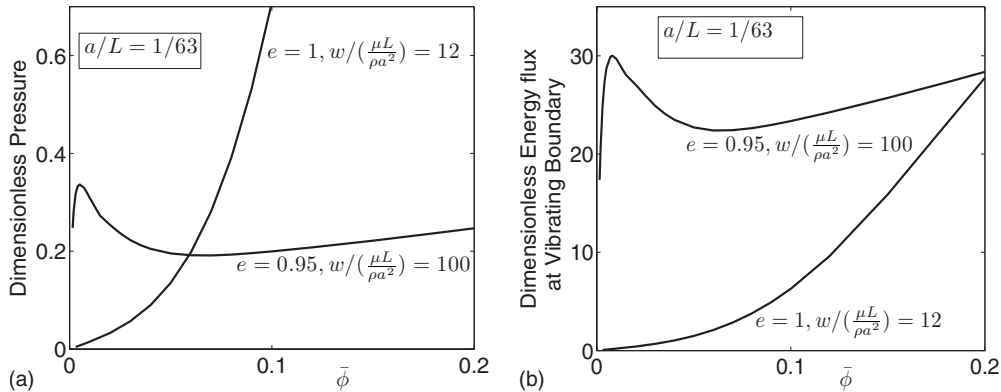 Dimensionless Pressure
0.6
0.4
0.2
0
a/L = 1/63
e = 1, w/(μL/ρa²) = 12
e = 0.95, w/(μL/ρa²) = 100
0
0.1
0.2
ϕ̄
(a)
Dimensionless Energy flux
at Vibrating Boundary
30
20
10
0
a/L = 1/63
e = 0.95, w/(μL/ρa²) = 100
e = 1, w/(μL/ρa²) = 12
0
0.1
0.2
ϕ̄
(b)